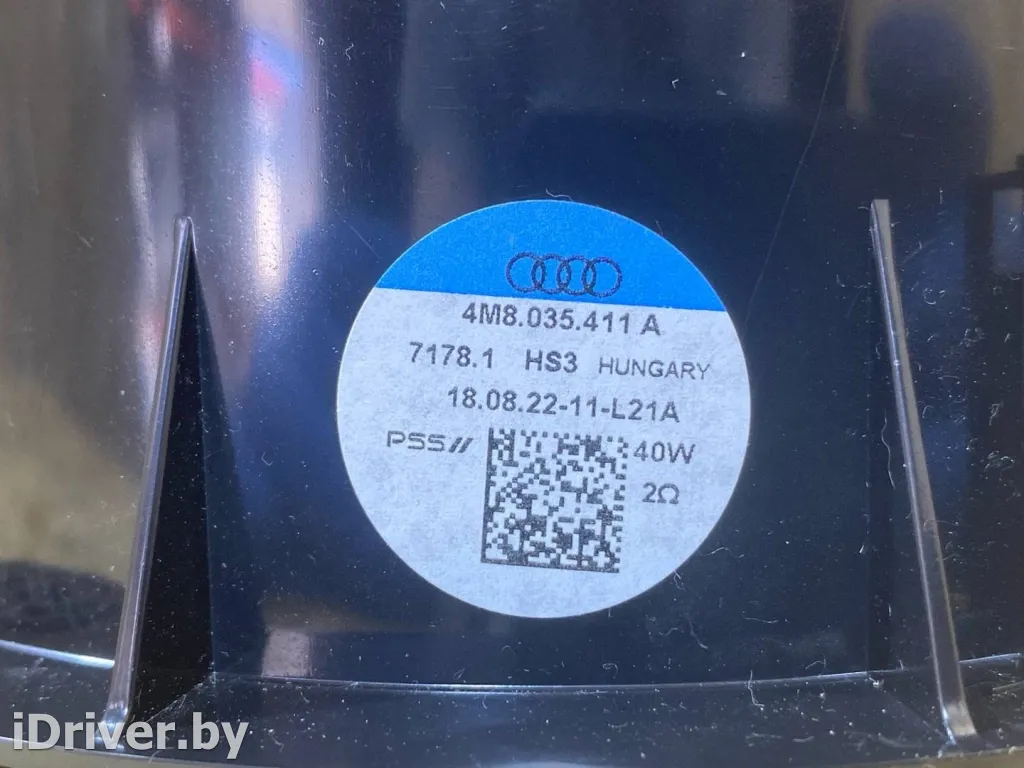 4M8.035.411 A
7178.1 HS3 HUNGARY
18.08.22-11-L21A
PSS// 40W
2Ω
iDriver.by